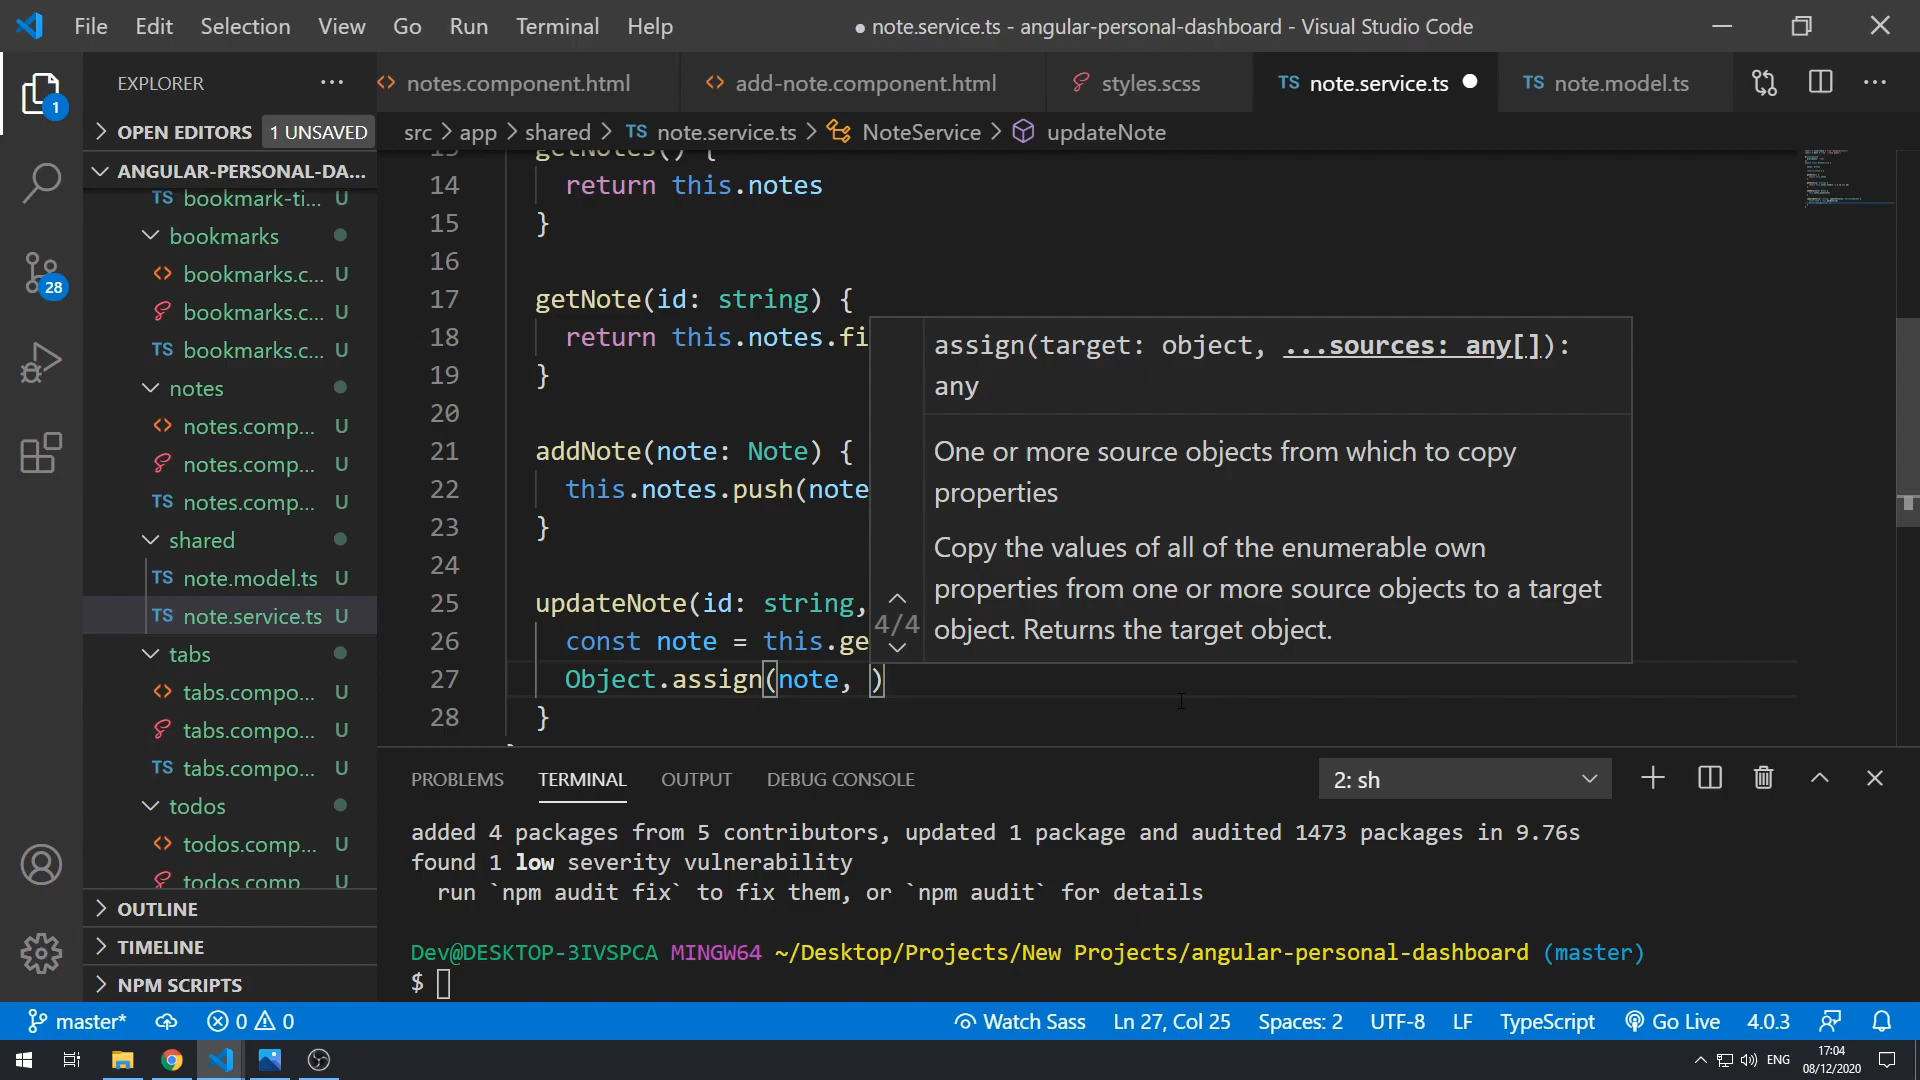 File Edit Selection View Go Run Terminal Help
● note.service.ts - angular-personal-dashboard - Visual Studio Code
EXPLORER
notes.component.html
add-note.component.html
styles.scss
TS note.service.ts
TS note.model.ts
OPEN EDITORS 1 UNSAVED
src > app > shared > TS note.service.ts > NoteService > updateNote
ANGULAR-PERSONAL-DA...
TS bookmark-ti... U
bookmarks
bookmarks.c... U
bookmarks.c... U
TS bookmarks.c... U
notes
notes.comp... U
notes.comp... U
TS notes.comp... U
shared
TS note.model.ts U
TS note.service.ts U
tabs
tabs.compo... U
tabs.compo... U
TS tabs.compo... U
todos
todos.comp... U
todos.comp U
OUTLINE
TIMELINE
NPM SCRIPTS
1
28
13 getNotes() {
14 return this.notes
15 }
16
17 getNote(id: string) {
18 return this.notes.fi
19 }
20
21 addNote(note: Note) {
22 this.notes.push(note
23 }
24
25 updateNote(id: string,
26 const note = this.ge
27 Object.assign(note, )
28 }
assign(target: object, ...sources: any[]):
any
One or more source objects from which to copy
properties
Copy the values of all of the enumerable own
properties from one or more source objects to a target
object. Returns the target object.
4/4
PROBLEMS TERMINAL OUTPUT DEBUG CONSOLE
2: sh
added 4 packages from 5 contributors, updated 1 package and audited 1473 packages in 9.76s
found 1 low severity vulnerability
run `npm audit fix` to fix them, or `npm audit` for details
Dev@DESKTOP-3IVSPCA MINGW64 ~/Desktop/Projects/New Projects/angular-personal-dashboard (master)
$
master* 0 0
Watch Sass Ln 27, Col 25 Spaces: 2 UTF-8 LF TypeScript Go Live 4.0.3
ENG
17:04
08/12/2020